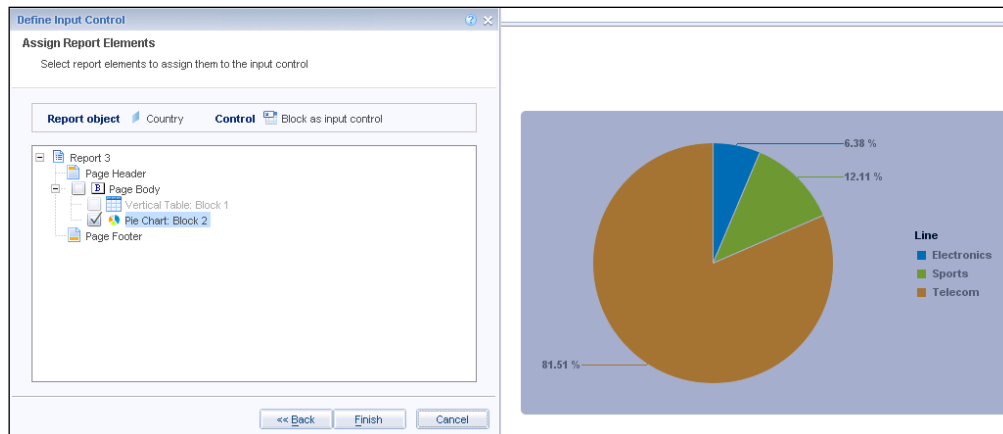 Define Input Control
Assign Report Elements
Select report elements to assign them to the input control
Report object Country Control Block as input control
Report 3
Page Header
B Page Body
Vertical Table: Block 1
Pie Chart: Block 2
Page Footer
<< Back Finish Cancel
6.38 %
12.11 %
81.51 %
Line
Electronics
Sports
Telecom